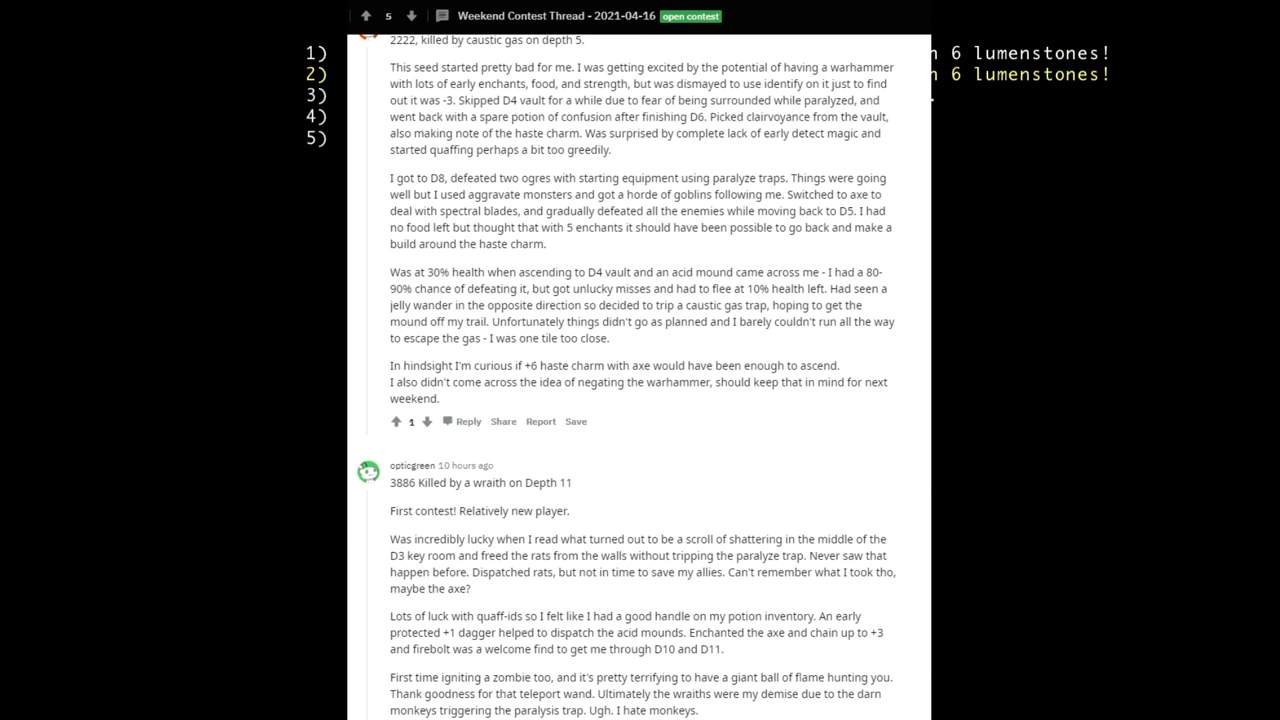 5 Weekend Contest Thread - 2021-04-16 open contest
2222, killed by caustic gas on depth 5.
1)
6 lumenstones!
2)
6 lumenstones!
3)
4)
5)
This seed started pretty bad for me. I was getting excited by the potential of having a warhammer
with lots of early enchants, food, and strength, but was dismayed to use identify on it just to find
out it was -3. Skipped D4 vault for a while due to fear of being surrounded while paralyzed, and
went back with a spare potion of confusion after finishing D6. Picked clairvoyance from the vault,
also making note of the haste charm. Was surprised by complete lack of early detect magic and
started quaffing perhaps a bit too greedily.
I got to D8, defeated two ogres with starting equipment using paralyze traps. Things were going
well but I used aggravate monsters and got a horde of goblins following me. Switched to axe to
deal with spectral blades, and gradually defeated all the enemies while moving back to D5. I had
no food left but thought that with 5 enchants it should have been possible to go back and make a
build around the haste charm.
Was at 30% health when ascending to D4 vault and an acid mound came across me - I had a 80-
90% chance of defeating it, but got unlucky misses and had to flee at 10% health left. Had seen a
jelly wander in the opposite direction so decided to trip a caustic gas trap, hoping to get the
mound off my trail. Unfortunately things didn't go as planned and I barely couldn't run all the way
to escape the gas - I was one tile too close.
In hindsight I'm curious if +6 haste charm with axe would have been enough to ascend.
I also didn't come across the idea of negating the warhammer, should keep that in mind for next
weekend.
1 Reply Share Report Save
opticgreen 10 hours ago
3886 Killed by a wraith on Depth 11
First contest! Relatively new player.
Was incredibly lucky when I read what turned out to be a scroll of shattering in the middle of the
D3 key room and freed the rats from the walls without tripping the paralyze trap. Never saw that
happen before. Dispatched rats, but not in time to save my allies. Can't remember what I took tho,
maybe the axe?
Lots of luck with quaff-ids so I felt like I had a good handle on my potion inventory. An early
protected +1 dagger helped to dispatch the acid mounds. Enchanted the axe and chain up to +3
and firebolt was a welcome find to get me through D10 and D11.
First time igniting a zombie too, and it's pretty terrifying to have a giant ball of flame hunting you.
Thank goodness for that teleport wand. Ultimately the wraiths were my demise due to the darn
monkeys triggering the paralysis trap. Ugh. I hate monkeys.